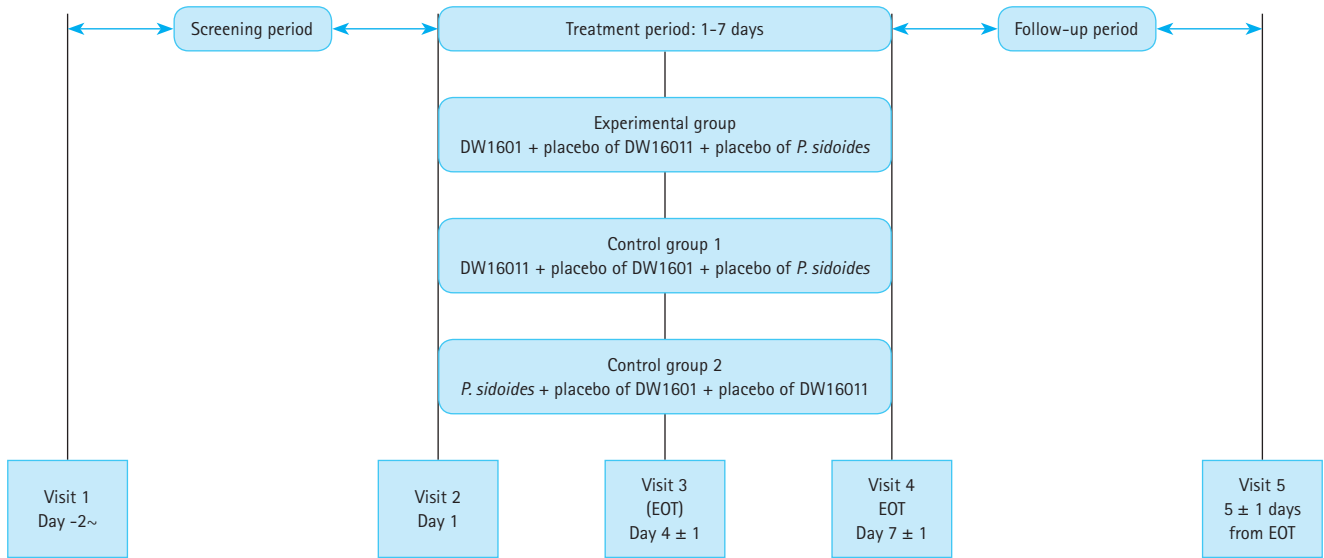 Screening period
Treatment period: 1-7 days
Follow-up period
Experimental group
DW1601 + placebo of DW16011 + placebo of P. sidoides
Control group 1
DW16011 + placebo of DW1601 + placebo of P. sidoides
Control group 2
P. sidoides + placebo of DW1601 + placebo of DW16011
Visit 1
Day -2~
Visit 2
Day 1
Visit 3
(EOT)
Day 4 ± 1
Visit 4
EOT
Day 7 ± 1
Visit 5
5 ± 1 days
from EOT